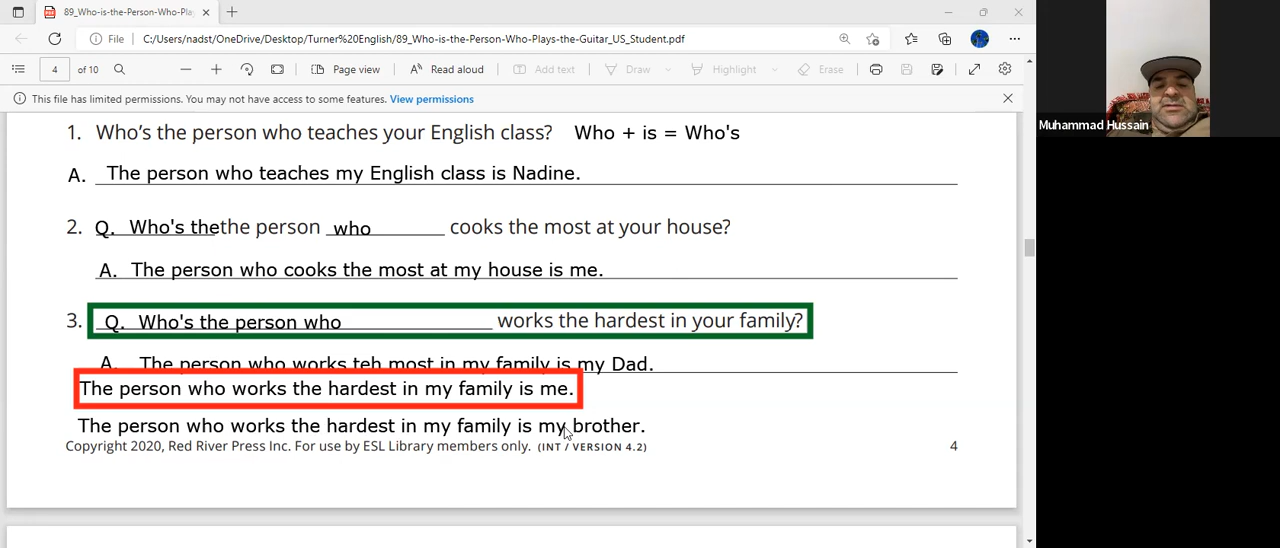 89_Who-is-the-Person-Who-Pla
File C:/Users/nadst/OneDrive/Desktop/Turner%20English/89_Who-is-the-Person-Who-Plays-the-Guitar_US_Student.pdf
4 of 10 Page view Read aloud Add text Draw Highlight Erase
This file has limited permissions. You may not have access to some features. View permissions
Muhammad Hussain
1. Who's the person who teaches your English class? Who + is = Who's
A. The person who teaches my English class is Nadine.
2. Q. Who's thethe person who cooks the most at your house?
A. The person who cooks the most at my house is me.
3. Q. Who's the person who works the hardest in your family?
A. The person who works teh most in my family is my Dad.
The person who works the hardest in my family is me.
The person who works the hardest in my family is my brother.
Copyright 2020, Red River Press Inc. For use by ESL Library members only. (INT / VERSION 4.2) 4